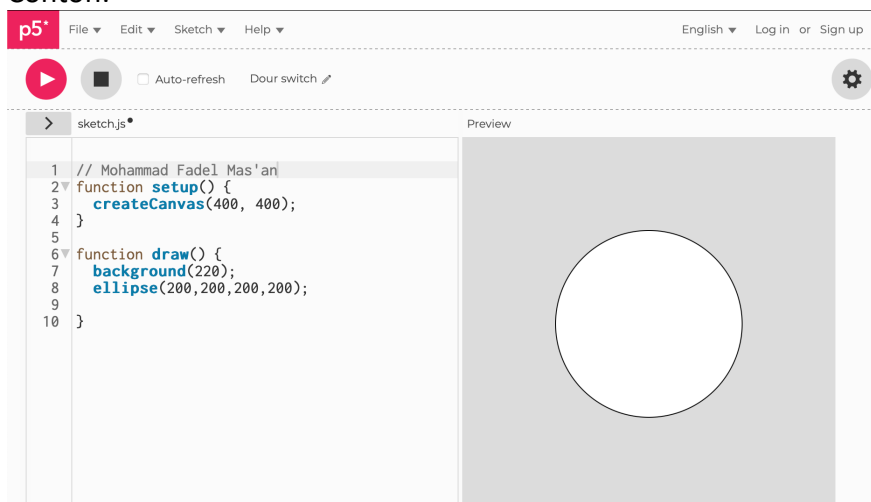 p5* File Edit Sketch Help English Log in or Sign up
Auto-refresh Dour switch
> sketch.js Preview
1 // Mohammad Fadel Mas'an
2 function setup() {
3 createCanvas(400, 400);
4 }
5
6 function draw() {
7 background(220);
8 ellipse(200,200,200,200);
9
10 }